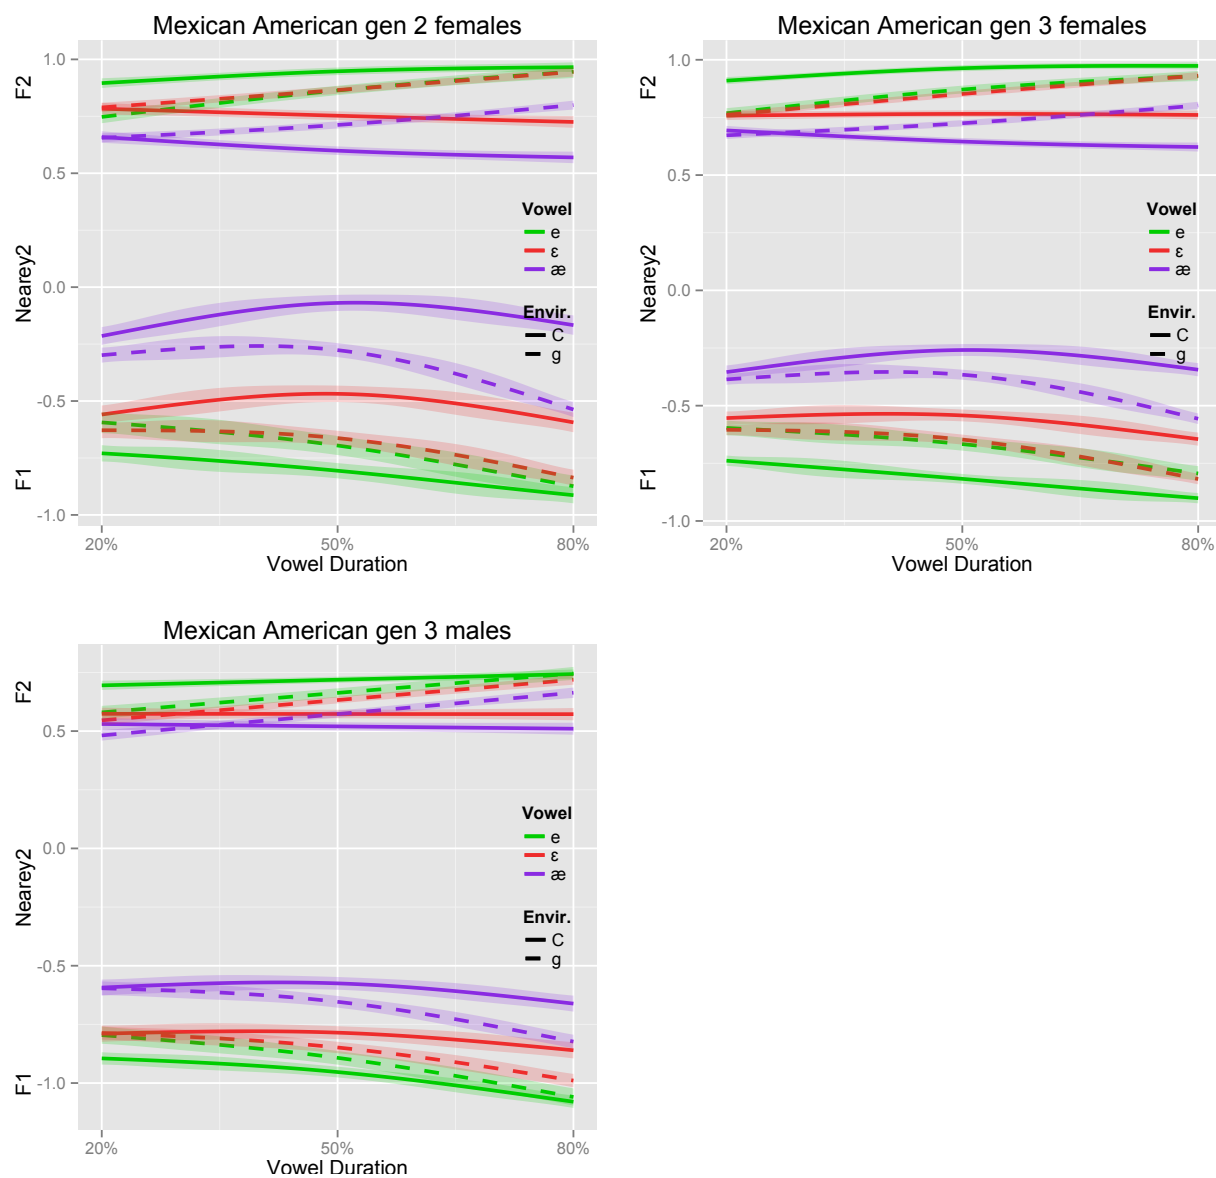 Mexican American gen 2 females
F2
Nearey2
F1
1.0
0.5
0.0
-0.5
-1.0
Vowel
e
ε
æ
Envir.
C
g
20%
50%
80%
Vowel Duration
Mexican American gen 3 females
F2
Nearey2
F1
1.0
0.5
0.0
-0.5
-1.0
Vowel
e
ε
æ
Envir.
C
g
20%
50%
80%
Vowel Duration
Mexican American gen 3 males
F2
Nearey2
F1
0.5
0.0
-0.5
-1.0
Vowel
e
ε
æ
Envir.
C
g
20%
50%
80%
Vowel Duration